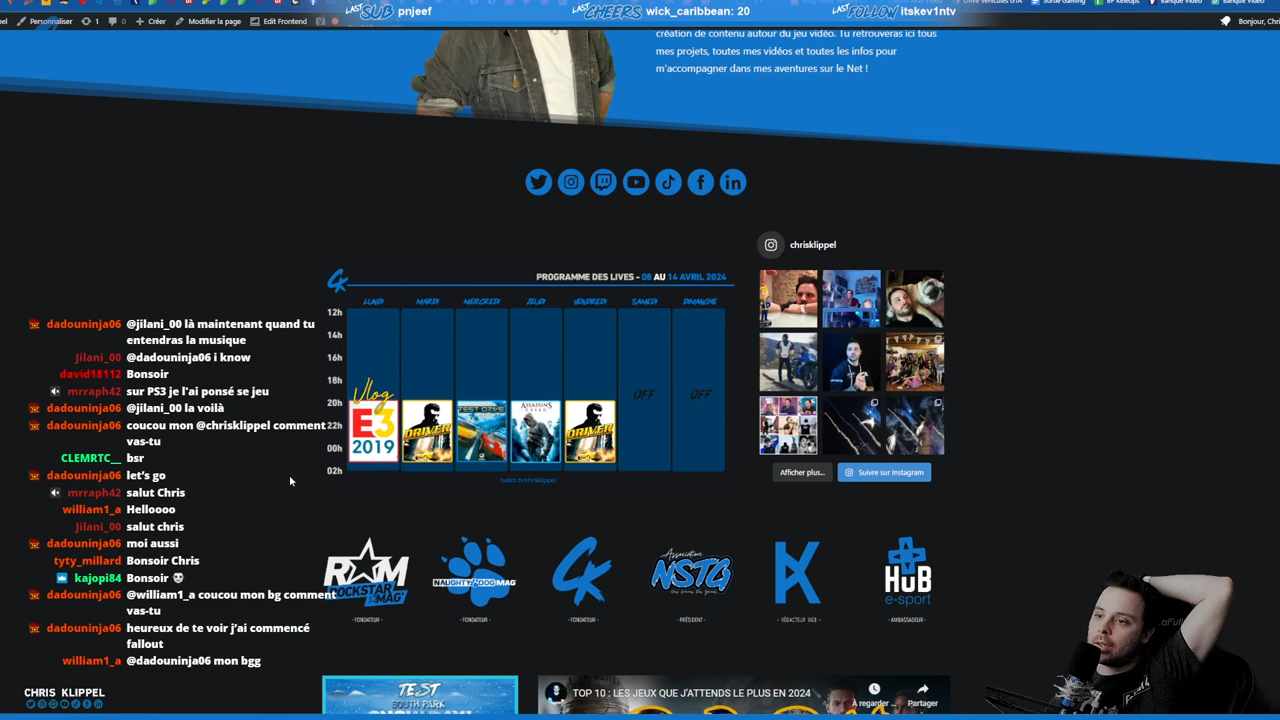 LAST SUB pnjeef
LAST CHEERS wick_caribbean: 20
LAST FOLLOW itskev1ntv
Personnaliser
1
0
Créer
Modifier la page
Edit Frontend
Bonjour, Chri
création de contenu autour du jeu vidéo. Tu retrouveras ici tous
mes projets, toutes mes vidéos et toutes les infos pour
m'accompagner dans mes aventures sur le Net !
chrisklippel
PROGRAMME DES LIVES - 08 AU 14 AVRIL 2024
LUNDI MARDI MERCREDI JEUDI VENDREDI SAMEDI DIMANCHE
12h
14h
16h
18h
20h
22h
00h
02h
Vlog
E3
2019
DRIVER
TEST DRIVE
ASSASSIN'S CREED
DRIVER
OFF
OFF
Afficher plus...
Suivre sur Instagram
dadouninja06 @jilani_00 là maintenant quand tu
entendras la musique
Jilani_00 @dadouninja06 i know
david18112 Bonsoir
mrraph42 sur PS3 je l'ai ponsé se jeu
dadouninja06 @jilani_00 la voilà
dadouninja06 coucou mon @chrisklippel comment
vas-tu
CLEMRTC__ bsr
dadouninja06 let's go
mrraph42 salut Chris
william1_a Helloooo
Jilani_00 salut chris
dadouninja06 moi aussi
tyty_millard Bonsoir Chris
kajopi84 Bonsoir
dadouninja06 @william1_a coucou mon bg comment
vas-tu
dadouninja06 heureux de te voir j'ai commencé
fallout
william1_a @dadouninja06 mon bgg
CHRIS KLIPPEL
ROCKSTAR MAG'
- FONDATEUR -
NAUGHTY DOG MAG'
- FONDATEUR -
- FONDATEUR -
Association
NSTG
- PRÉSIDENT -
- RÉDACTEUR WEB -
HUB
e-sport
- AMBASSADEUR -
TEST
SOUTH PARK
TOP 10 : LES JEUX QUE J'ATTENDS LE PLUS EN 2024
À regarder ...
Partager